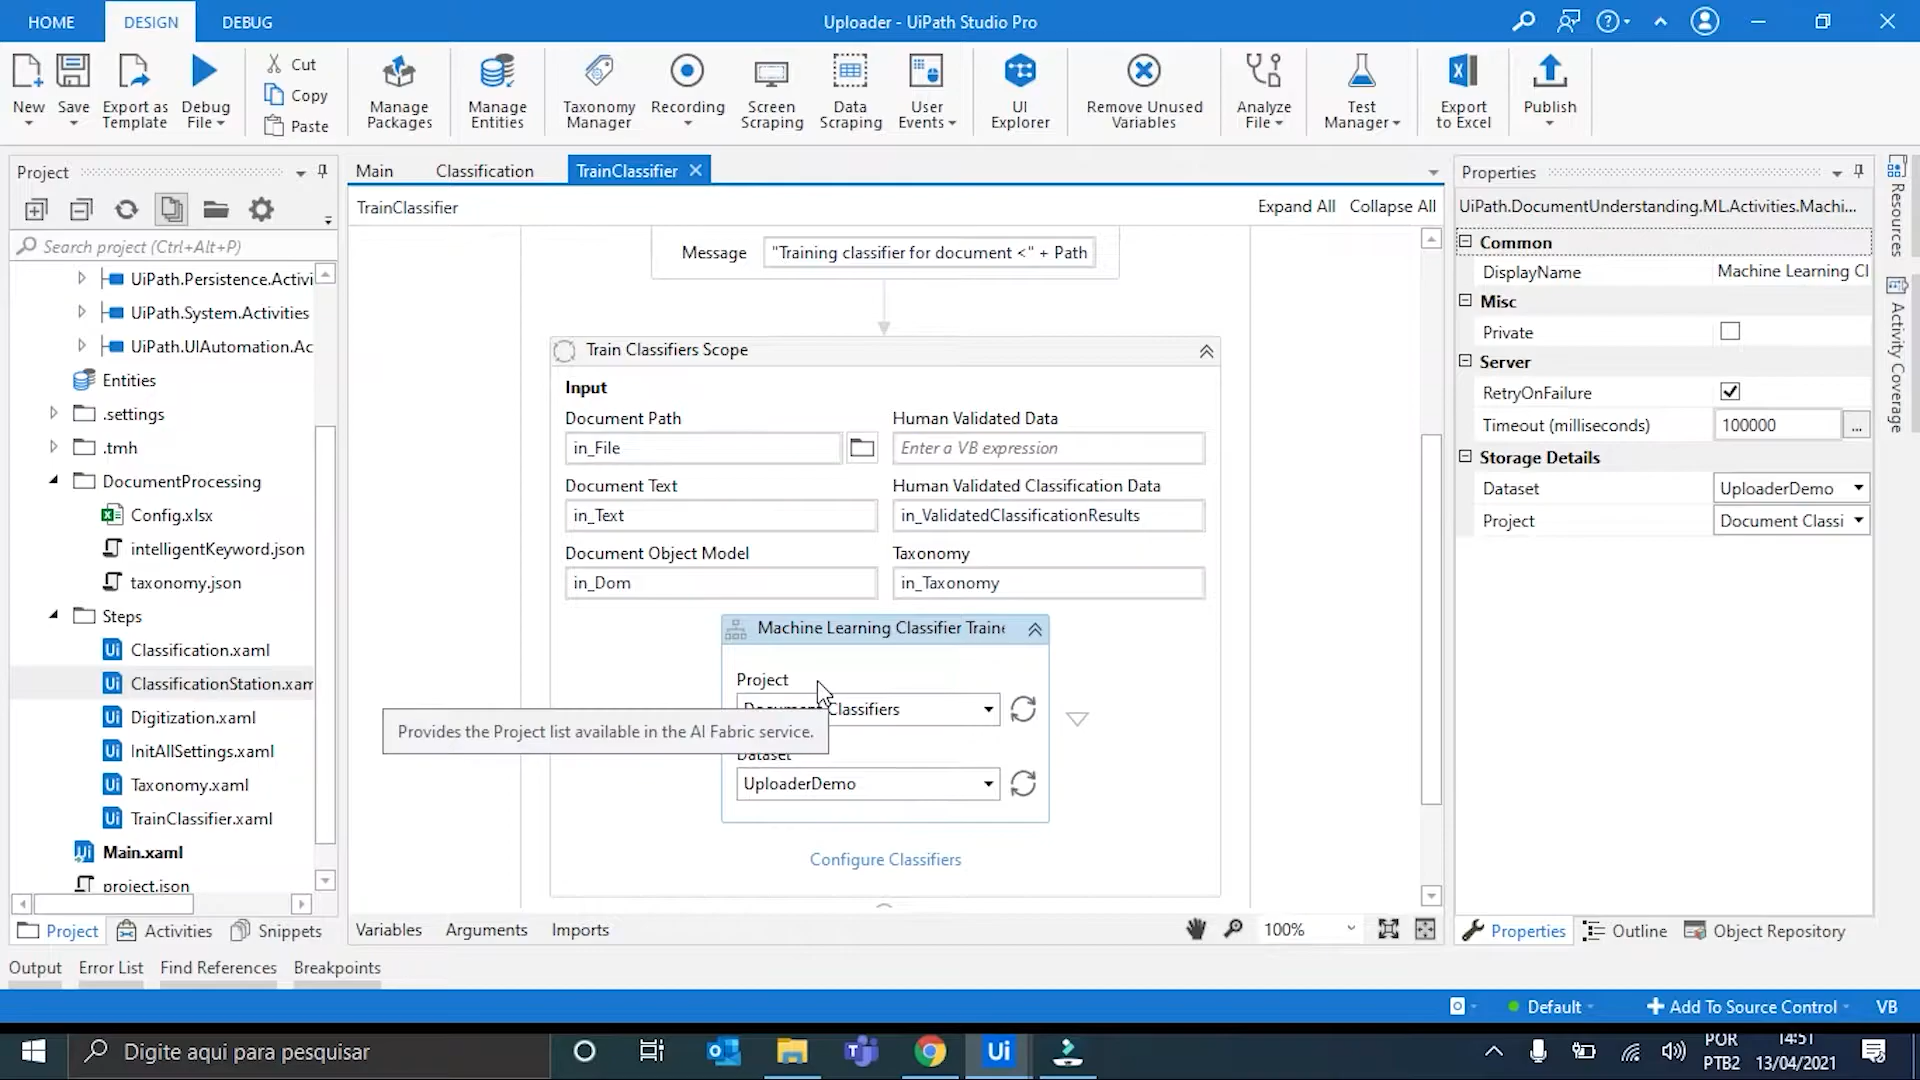 HOME
DESIGN
DEBUG
Uploader - UiPath Studio Pro
New
Save
Export as
Template
Debug
File
Cut
Copy
Paste
Manage
Packages
Manage
Entities
Taxonomy
Manager
Recording
Screen
Scraping
Data
Scraping
User
Events
UI
Explorer
Remove Unused
Variables
Analyze
File
Test
Manager
Export
to Excel
Publish
Project
Search project (Ctrl+Alt+P)
UiPath.Persistence.Activi
UiPath.System.Activities
UiPath.UIAutomation.Ac
Entities
.settings
.tmh
DocumentProcessing
Config.xlsx
intelligentKeyword.json
taxonomy.json
Steps
Classification.xaml
ClassificationStation.xam
Digitization.xaml
InitAllSettings.xaml
Taxonomy.xaml
TrainClassifier.xaml
Main.xaml
project.json
Project
Activities
Snippets
Main
Classification
TrainClassifier
TrainClassifier
Expand All
Collapse All
Message
"Training classifier for document <" + Path
Train Classifiers Scope
Input
Document Path
Human Validated Data
in_File
Enter a VB expression
Document Text
Human Validated Classification Data
in_Text
in_ValidatedClassificationResults
Document Object Model
Taxonomy
in_Dom
in_Taxonomy
Machine Learning Classifier Traine
Project
Document Classifiers
Provides the Project list available in the AI Fabric service.
Dataset
UploaderDemo
Configure Classifiers
Variables
Arguments
Imports
100%
Properties
UiPath.DocumentUnderstanding.ML.Activities.Machi...
Common
DisplayName
Machine Learning Cl
Misc
Private
Server
RetryOnFailure
Timeout (milliseconds)
100000
...
Storage Details
Dataset
UploaderDemo
Project
Document Classi
Properties
Outline
Object Repository
Resources
Activity Coverage
Output
Error List
Find References
Breakpoints
Default
Add To Source Control
VB
Digite aqui para pesquisar
Ui
POR
PTB2
14:51
13/04/2021